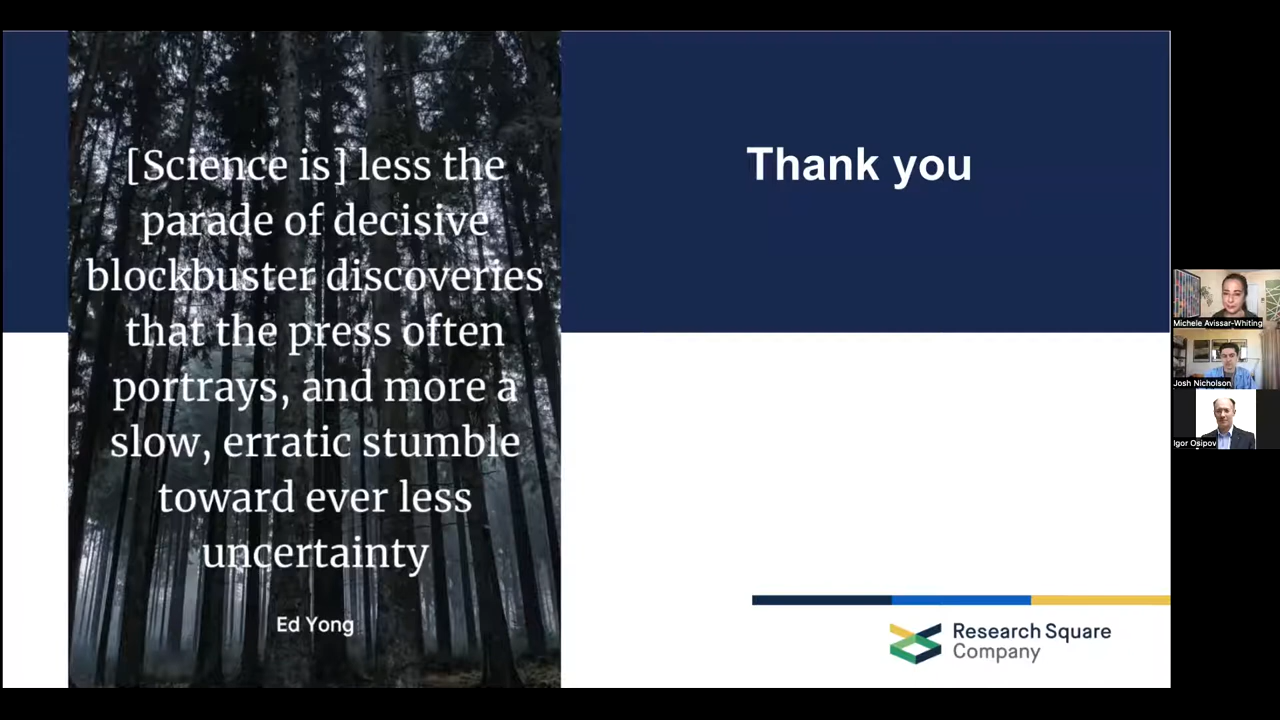 [Science is] less the
parade of decisive
blockbuster discoveries
that the press often
portrays, and more a
slow, erratic stumble
toward ever less
uncertainty
Ed Yong
Thank you
Research Square
Company
Michele Avissar-Whiting
Josh Nicholson
Igor Osipov